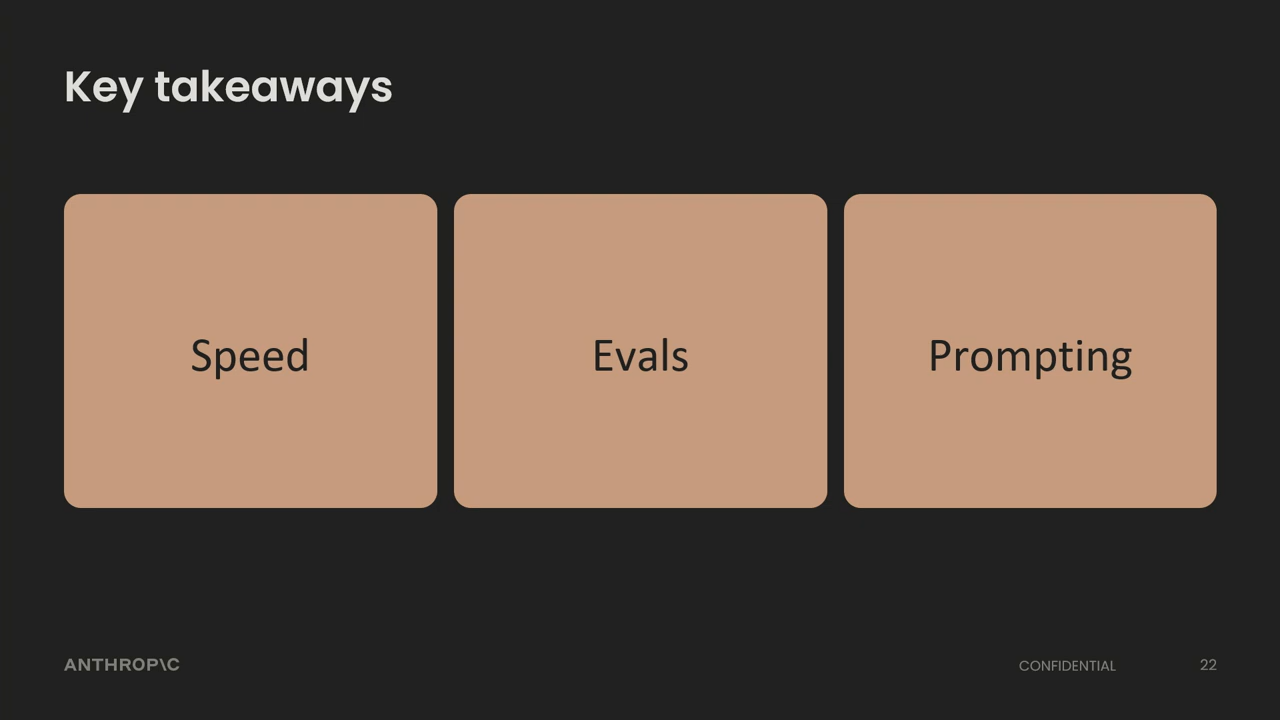 Key takeaways
Speed
Evals
Prompting
ANTHROP\C
CONFIDENTIAL
22